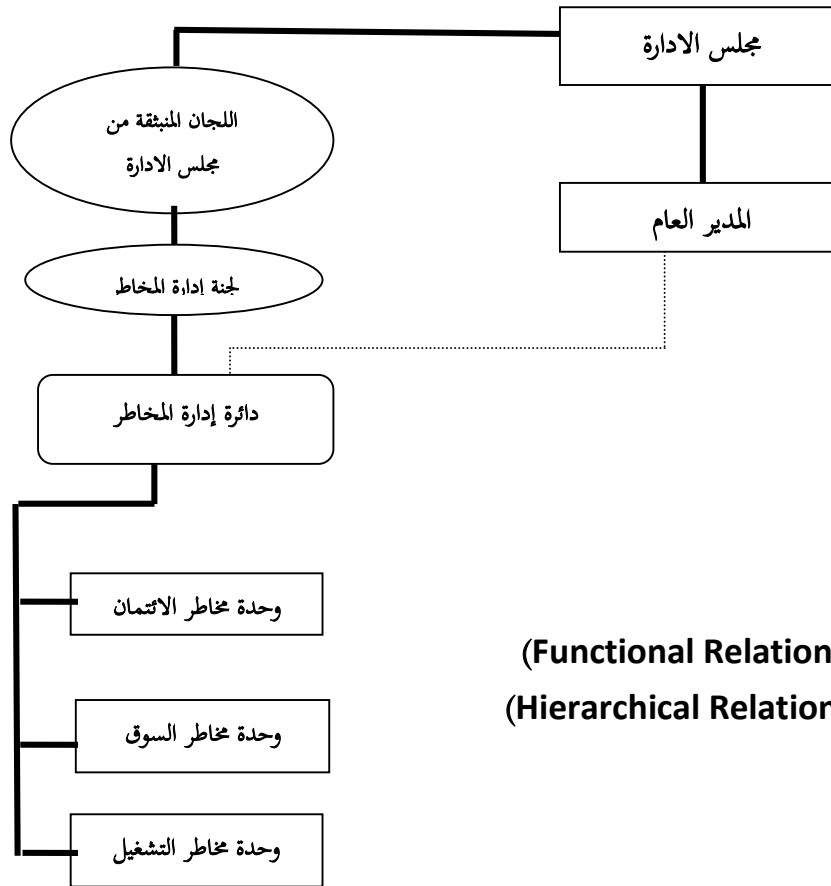 مجلس الادارة
اللجان المنبثقة من
مجلس الادارة
المدير العام
لجنة إدارة المخاط
دائرة إدارة المخاطر
وحدة مخاطر الائتمان
وحدة مخاطر السوق
وحدة مخاطر التشغيل
(Functional Relation
(Hierarchical Relation